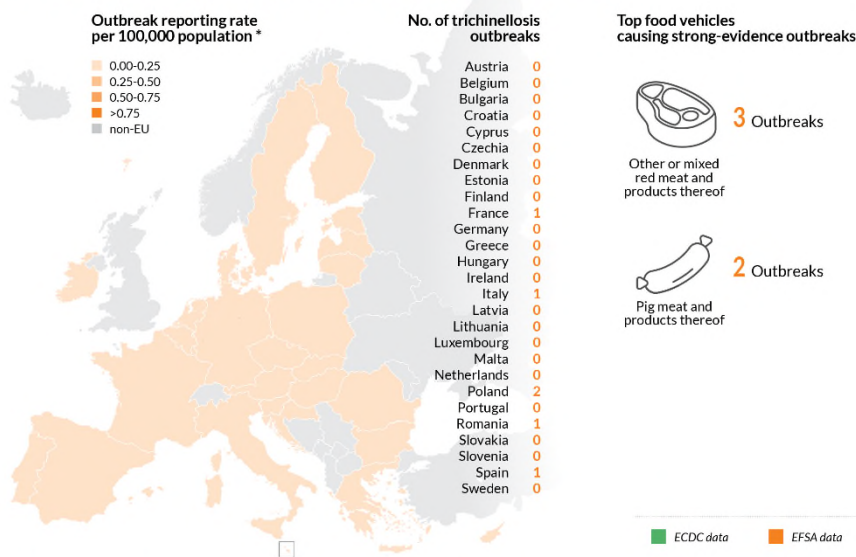 Outbreak reporting rate
per 100,000 population *
0.00-0.25
0.25-0.50
0.50-0.75
>0.75
non-EU
No. of trichinellosis
outbreaks
Austria 0
Belgium 0
Bulgaria 0
Croatia 0
Cyprus 0
Czechia 0
Denmark 0
Estonia 0
Finland 0
France 1
Germany 0
Greece 0
Hungary 0
Ireland 0
Italy 1
Latvia 0
Lithuania 0
Luxembourg 0
Malta 0
Netherlands 0
Poland 2
Portugal 0
Romania 1
Slovakia 0
Slovenia 0
Spain 1
Sweden 0
Top food vehicles
causing strong-evidence outbreaks
3 Outbreaks
Other or mixed
red meat and
products thereof
2 Outbreaks
Pig meat and
products thereof
ECDC data
EFSA data